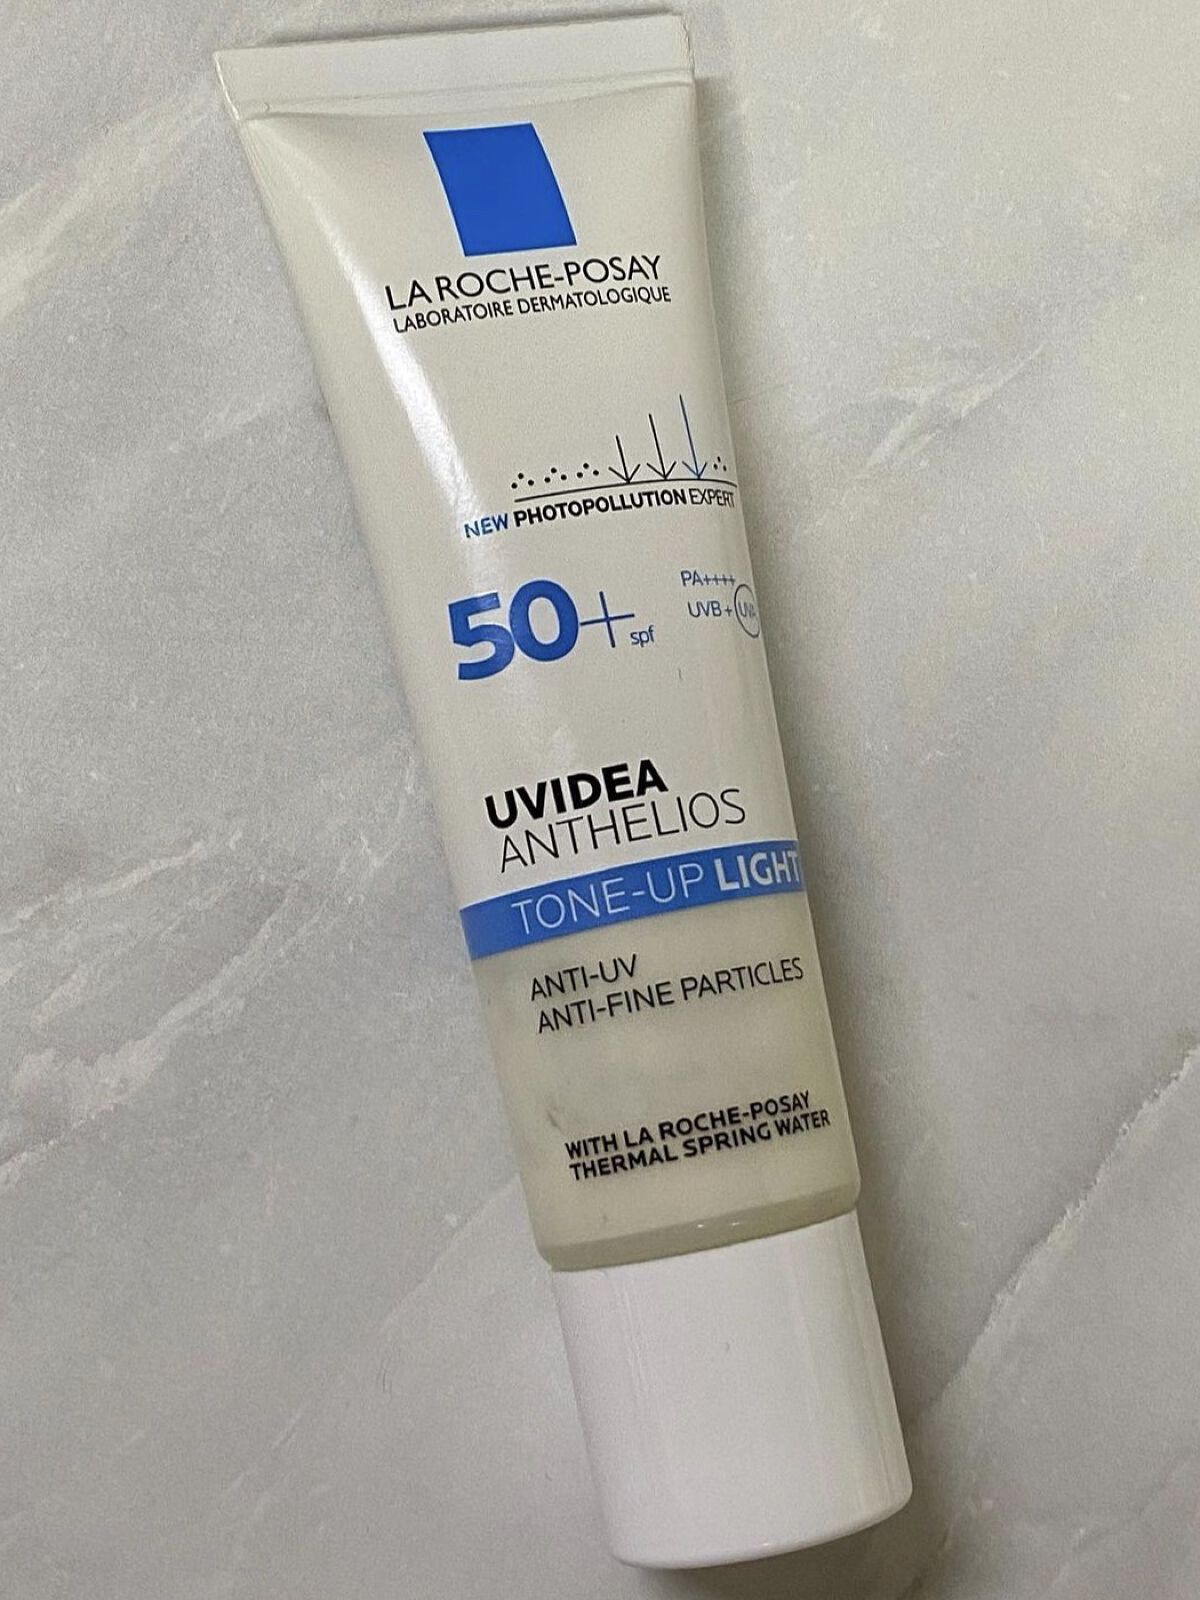 LA ROCHE-POSAY
LABORATOIRE DERMATOLOGIQUE
NEW PHOTOPOLLUTION EXPERT
50+ spf
PA++++
UVB + UVA
UVIDEA
ANTHELIOS
TONE-UP LIGHT
ANTI-UV
ANTI-FINE PARTICLES
WITH LA ROCHE-POSAY
THERMAL SPRING WATER